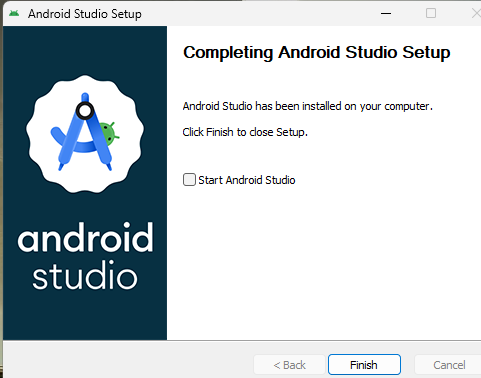 Android Studio Setup
Completing Android Studio Setup
Android Studio has been installed on your computer.
Click Finish to close Setup.
Start Android Studio
android
studio
< Back
Finish
Cancel